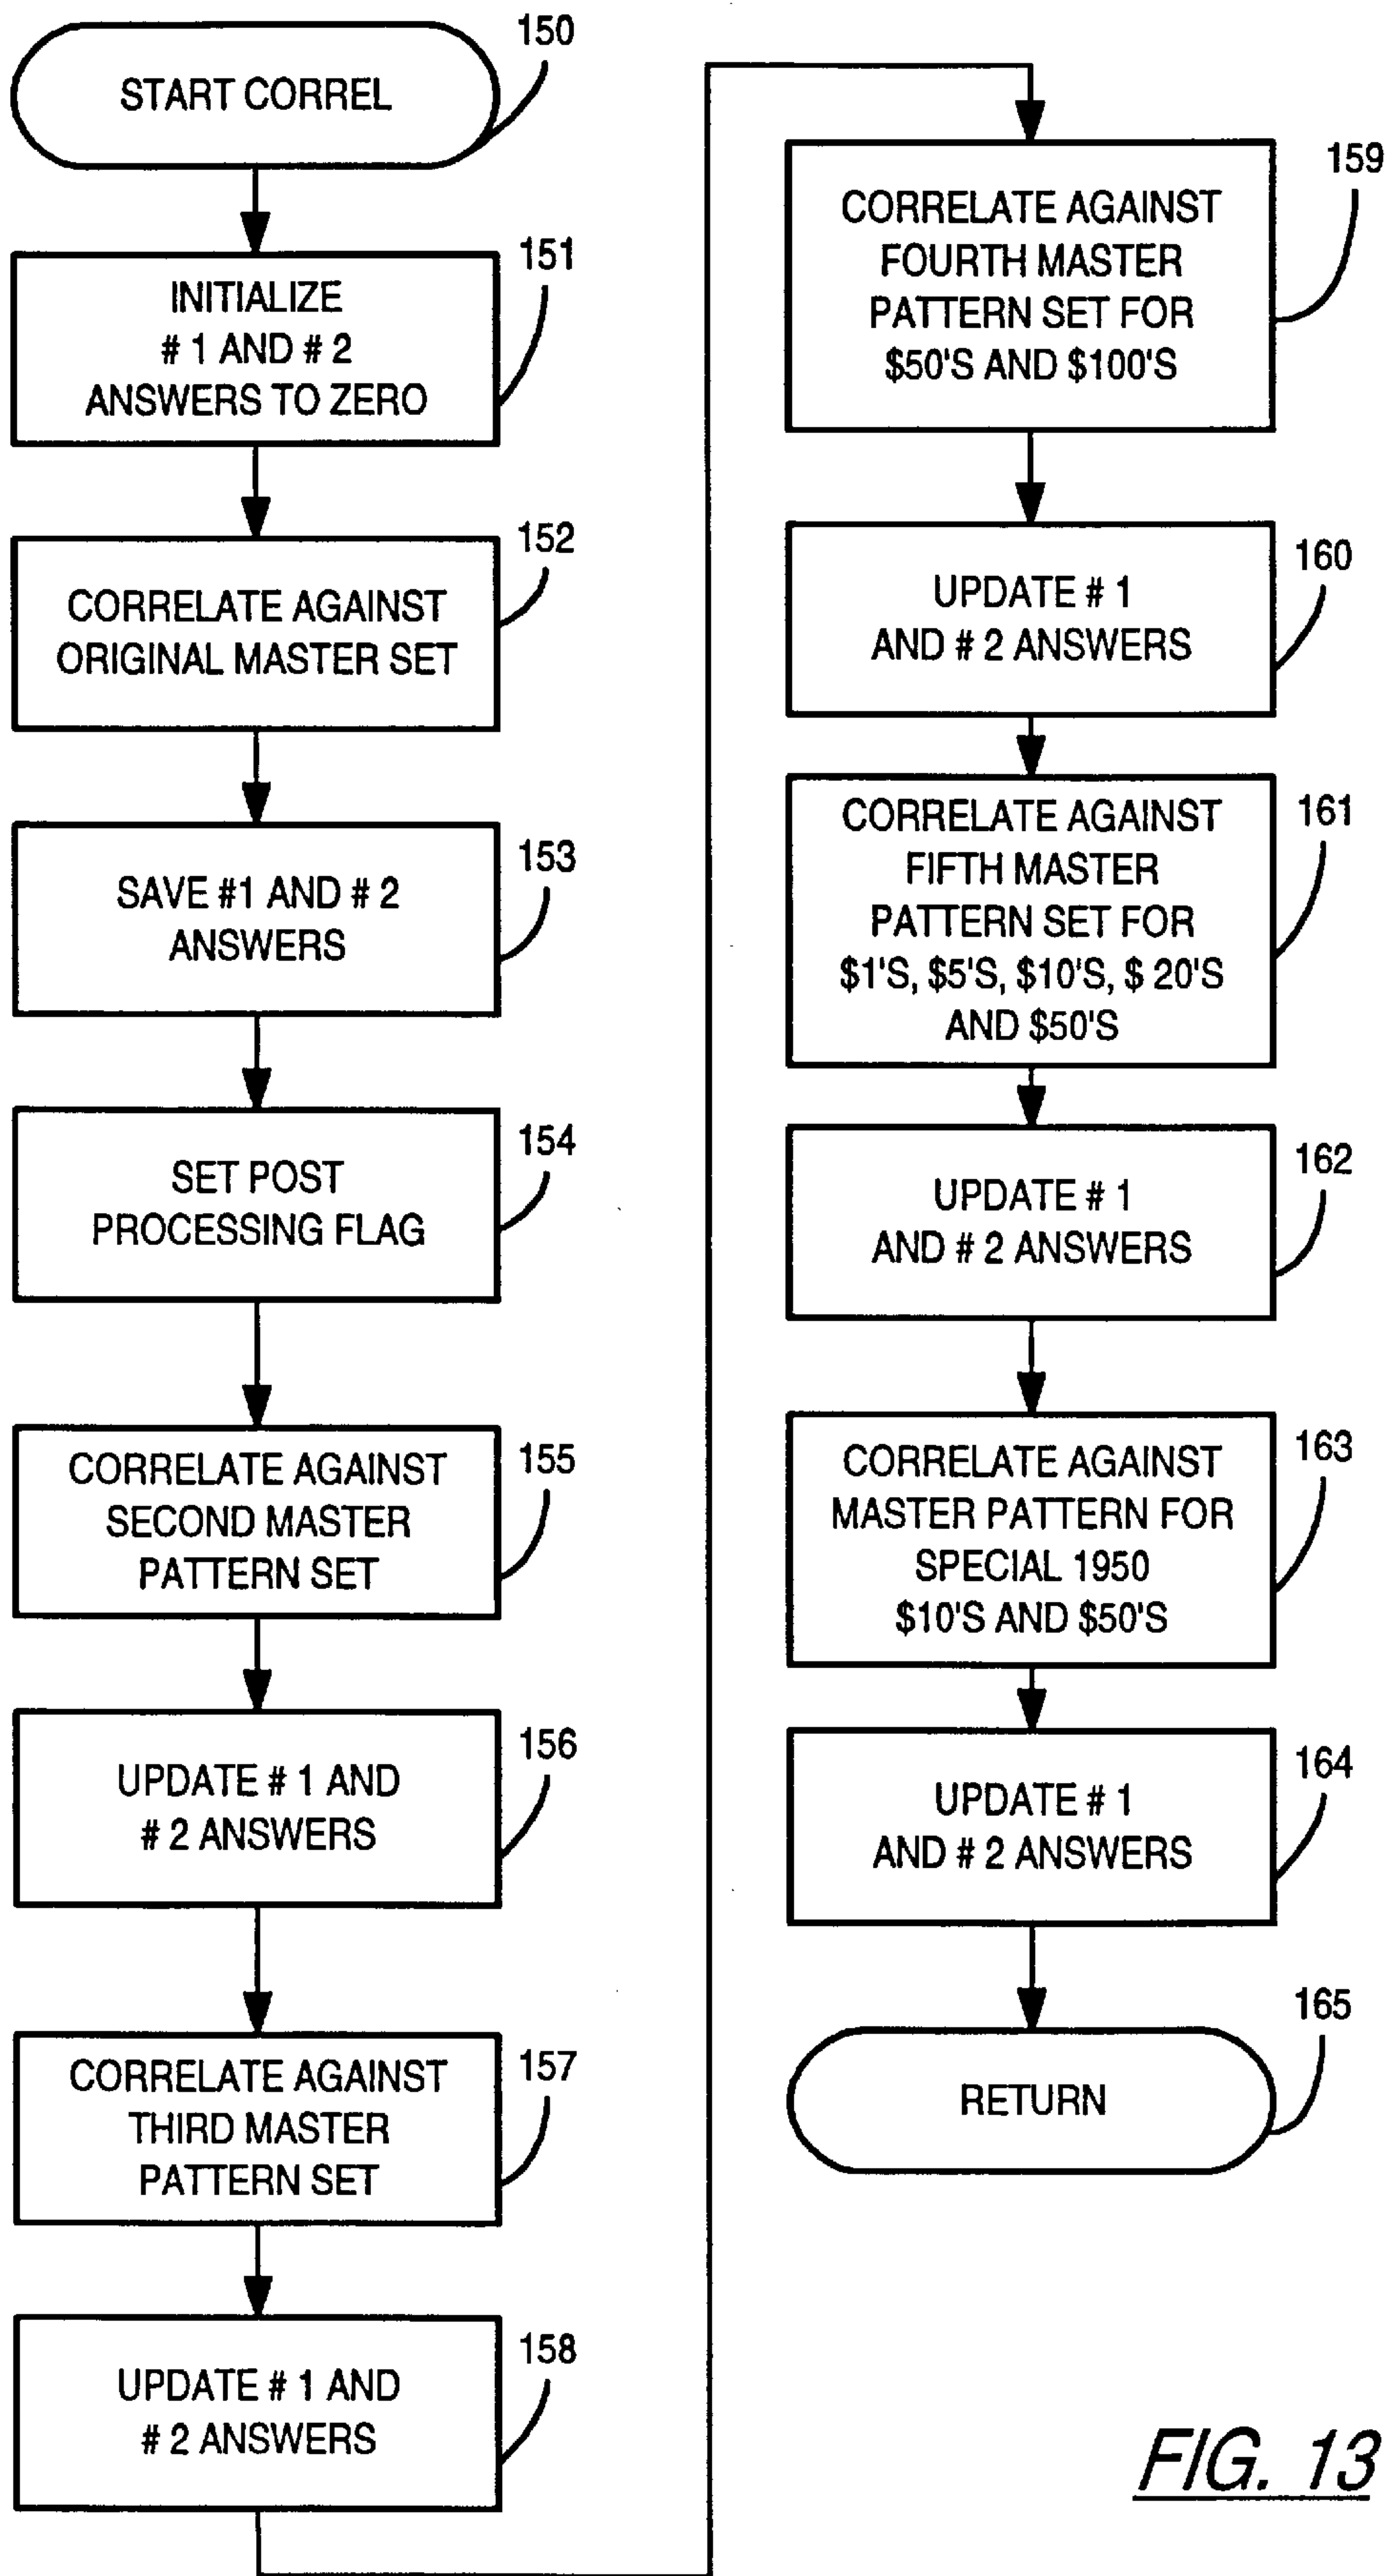 150
START CORREL
151
INITIALIZE
# 1 AND # 2
ANSWERS TO ZERO
152
CORRELATE AGAINST
ORIGINAL MASTER SET
153
SAVE #1 AND # 2
ANSWERS
154
SET POST
PROCESSING FLAG
155
CORRELATE AGAINST
SECOND MASTER
PATTERN SET
156
UPDATE # 1 AND
# 2 ANSWERS
157
CORRELATE AGAINST
THIRD MASTER
PATTERN SET
158
UPDATE # 1 AND
# 2 ANSWERS
159
CORRELATE AGAINST
FOURTH MASTER
PATTERN SET FOR
$50'S AND $100'S
160
UPDATE # 1
AND # 2 ANSWERS
161
CORRELATE AGAINST
FIFTH MASTER
PATTERN SET FOR
$1'S, $5'S, $10'S, $ 20'S
AND $50'S
162
UPDATE # 1
AND # 2 ANSWERS
163
CORRELATE AGAINST
MASTER PATTERN FOR
SPECIAL 1950
$10'S AND $50'S
164
UPDATE # 1
AND # 2 ANSWERS
165
RETURN
FIG. 13